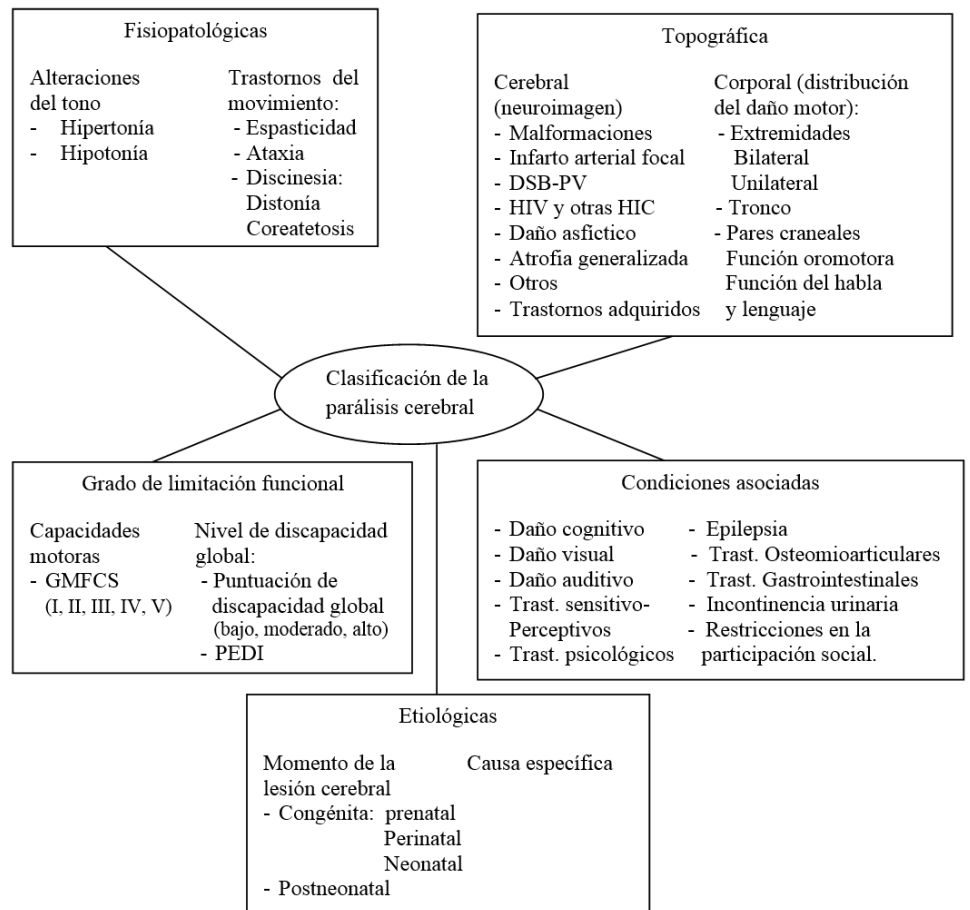 Fisiopatológicas
Alteraciones
del tono
- Hipertonía
- Hipotonía
Trastornos del
movimiento:
- Espasticidad
- Ataxia
- Discinesia:
Distonía
Coreatetosis
Topográfica
Cerebral
(neuroimagen)
- Malformaciones
- Infarto arterial focal
- DSB-PV
- HIV y otras HIC
- Daño asfíctico
- Atrofia generalizada
- Otros
- Trastornos adquiridos
Corporal (distribución
del daño motor):
- Extremidades
Bilateral
Unilateral
- Tronco
- Pares craneales
Función oromotora
Función del habla
y lenguaje
Clasificación de la
parálisis cerebral
Grado de limitación funcional
Capacidades
motoras
- GMFCS
(I, II, III, IV, V)
Nivel de discapacidad
global:
- Puntuación de
discapacidad global
(bajo, moderado, alto)
- PEDI
Condiciones asociadas
- Daño cognitivo
- Daño visual
- Daño auditivo
- Trast. sensitivo-
Perceptivos
- Trast. psicológicos
- Epilepsia
- Trast. Osteomioarticulares
- Trast. Gastrointestinales
- Incontinencia urinaria
- Restricciones en la
participación social.
Etiológicas
Momento de la
lesión cerebral
- Congénita: prenatal
Perinatal
Neonatal
- Postneonatal
Causa específica